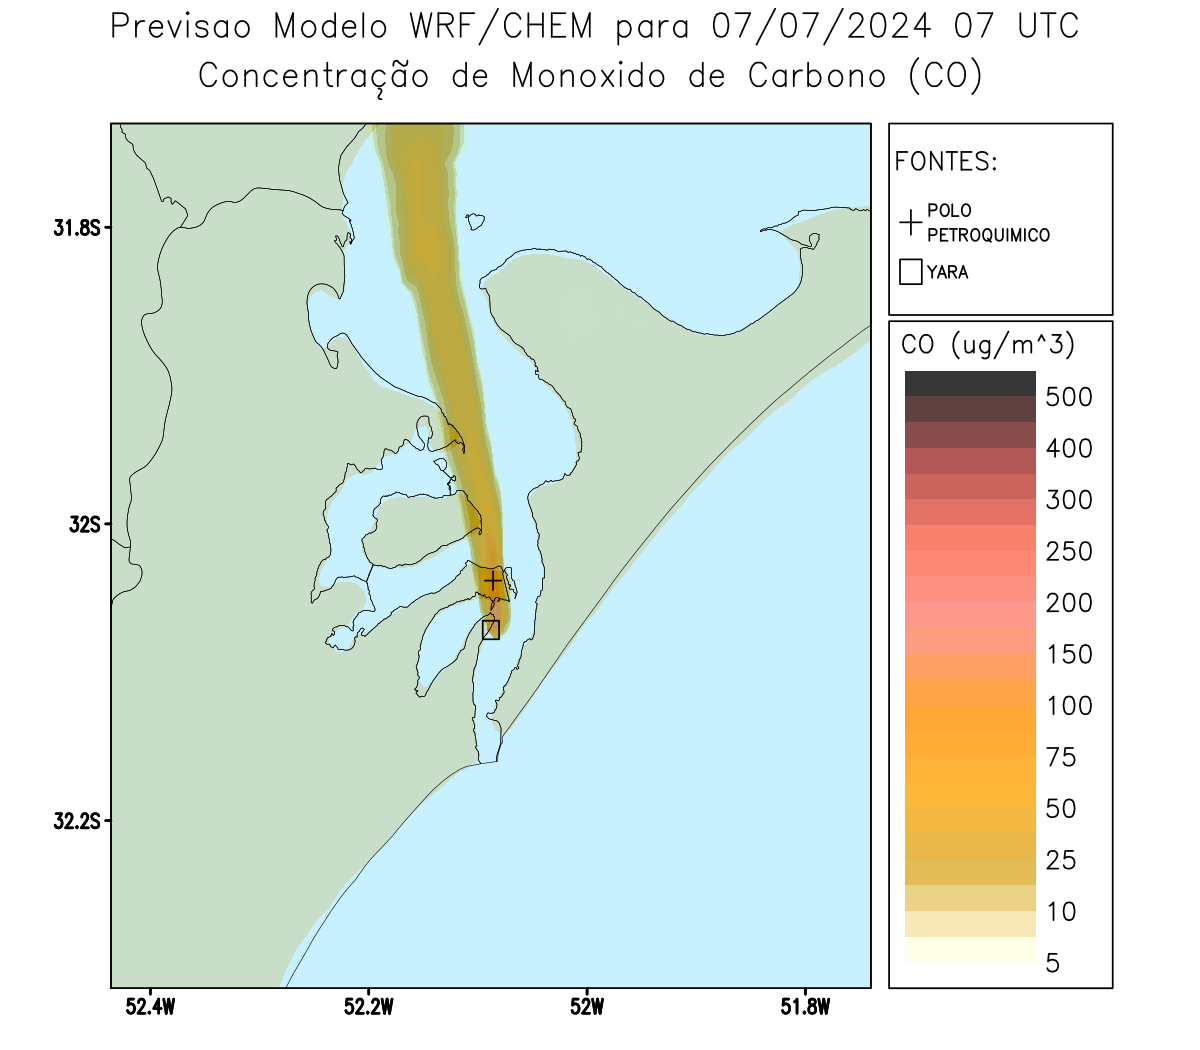 Previsao Modelo WRF/CHEM para 07/07/2024 07 UTC
Concentração de Monoxido de Carbono (CO)
FONTES:
POLO
PETROQUIMICO
YARA
CO (ug/m^3)
500
400
300
250
200
150
100
75
50
25
10
5
31.8S
32S
32.2S
52.4W
52.2W
52W
51.8W